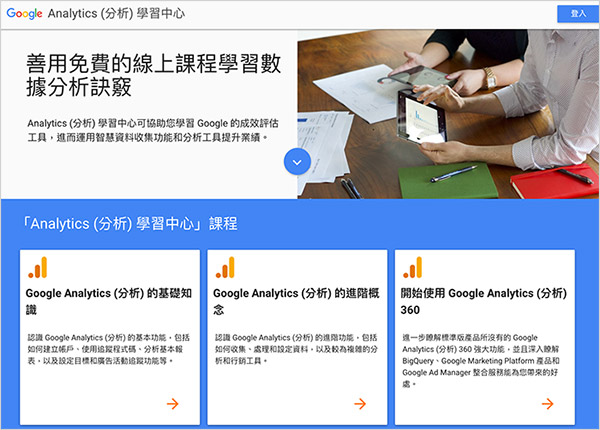 Google Analytics (分析) 學習中心
登入
善用免費的線上課程學習數
據分析訣竅
Analytics (分析) 學習中心可協助您學習 Google 的成效評估
工具，進而運用智慧資料收集功能和分析工具提升業績。
「Analytics (分析) 學習中心」課程
Google Analytics (分析) 的基礎知
識
認識 Google Analytics (分析) 的基本功能，包括
如何建立帳戶、使用追蹤程式碼、分析基本報
表，以及設定目標和廣告活動追蹤功能等。
Google Analytics (分析) 的進階概
念
認識 Google Analytics (分析) 的進階功能，包括
如何收集、處理和設定資料，以及較為複雜的分
析和行銷工具。
開始使用 Google Analytics (分析)
360
進一步瞭解標準版產品所沒有的 Google
Analytics (分析) 360 強大功能，並且深入瞭解
BigQuery、Google Marketing Platform 產品和
Google Ad Manager 整合服務能為您帶來的好
處。